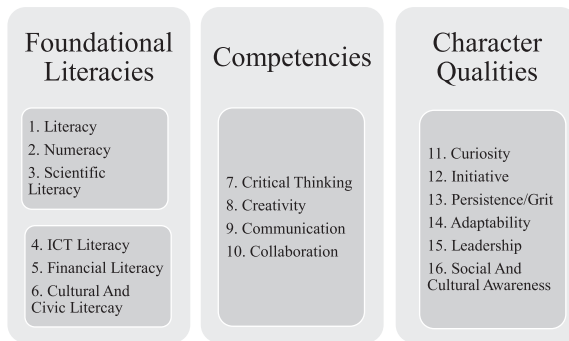 Foundational
Literacies
1. Literacy
2. Numeracy
3. Scientific
Literacy
4. ICT Literacy
5. Financial Literacy
6. Cultural And
Civic Litercay
Competencies
7. Critical Thinking
8. Creativity
9. Communication
10. Collaboration
Character
Qualities
11. Curiosity
12. Initiative
13. Persistence/Grit
14. Adaptability
15. Leadership
16. Social And
Cultural Awareness